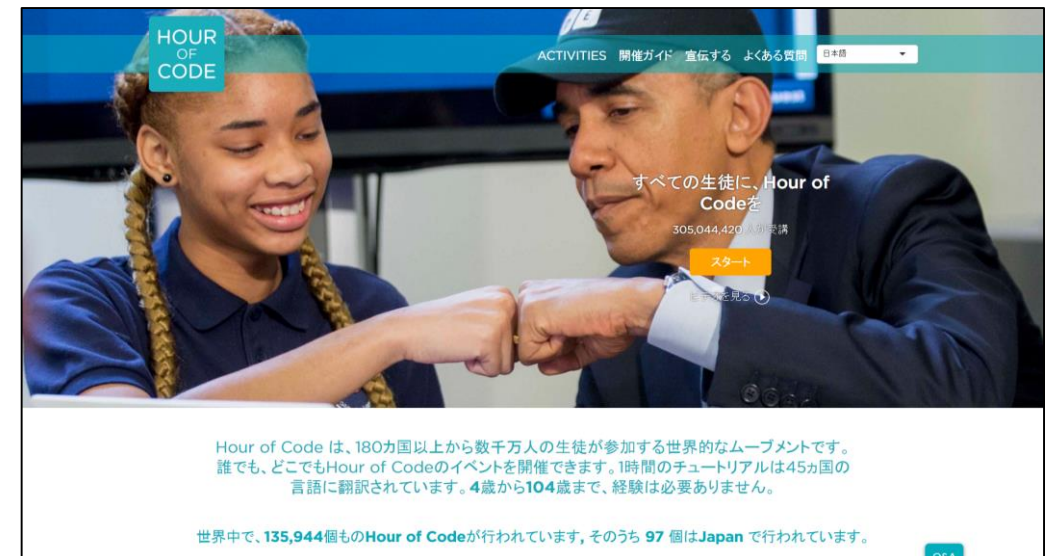 HOUR
OF
CODE
ACTIVITIES 開催ガイド 宣伝する よくある質問 日本語
すべての生徒に、Hour of
Codeを
305,044,420 人が受講
スタート
ビデオを見る
Hour of Code は、180カ国以上から数千万人の生徒が参加する世界的なムーブメントです。
誰でも、どこでもHour of Codeのイベントを開催できます。1時間のチュートリアルは45ヵ国の
言語に翻訳されています。4歳から104歳まで、経験は必要ありません。
世界中で、135,944個ものHour of Codeが行われています, そのうち 97 個はJapan で行われています。